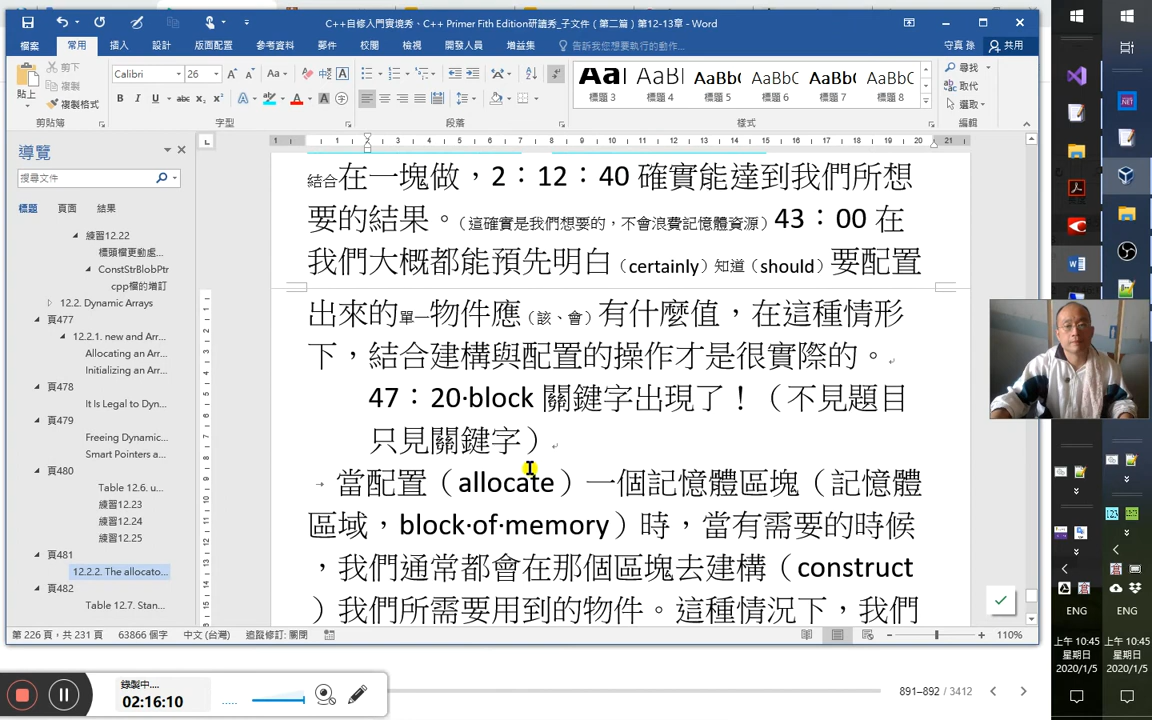 C++自修入門實境秀、C++ Primer Fifth Edition研讀秀_子文件（第二篇）第12-13章 - Word
檔案 常用 插入 設計 版面配置 參考資料 郵件 校閱 檢視 開發人員 增益集 告訴我您想要執行的動作... 守真 孫 共用
貼上 剪下 複製 複製格式
Calibri 26
標題 3 標題 4 標題 5 標題 6 標題 7 標題 8
尋找 取代 選取
剪貼簿 字型 段落 樣式 編輯
導覽
搜尋文件
標題 頁面 結果
練習12.22
標頭檔更動處...
ConstStrBlobPtr
cpp檔的增訂
12.2. Dynamic Arrays
頁477
12.2.1. new and Arr...
Allocating an Arr...
Initializing an Arr...
頁478
It Is Legal to Dyn...
頁479
Freeing Dynamic...
Smart Pointers a...
頁480
Table 12.6. u...
練習12.23
練習12.24
練習12.25
頁481
12.2.2. The allocato...
頁482
Table 12.7. Stan...
結合在一塊做，2：12：40 確實能達到我們所想
要的結果。（這確實是我們想要的，不會浪費記憶體資源）43：00 在
我們大概都能預先明白（certainly）知道（should）要配置
出來的單一物件應（該、會）有什麼值，在這種情形
下，結合建構與配置的操作才是很實際的。
47：20·block 關鍵字出現了！（不見題目
只見關鍵字）
當配置（allocate）一個記憶體區塊（記憶體
區域，block·of·memory）時，當有需要的時候
，我們通常都會在那個區塊去建構（construct
）我們所需要用到的物件。這種情況下，我們
第 226 頁，共 231 頁 63866 個字 中文 (台灣) 追蹤修訂: 關閉 110%
錄製中....
02:16:10
891–892 / 3412
ENG ENG
上午 10:45 上午 10:45
星期日 星期日
2020/1/5 2020/1/5